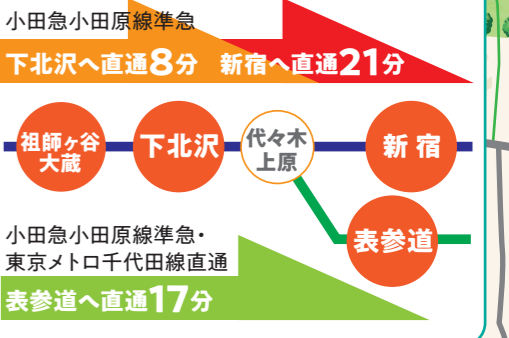 小田急小田原線準急
下北沢へ直通8分 新宿へ直通21分
祖師ヶ谷
大蔵
下北沢
代々木
上原
新宿
表参道
小田急小田原線準急・
東京メトロ千代田線直通
表参道へ直通17分